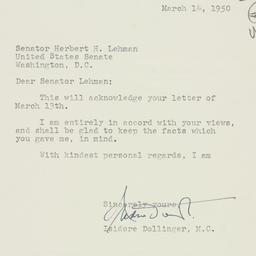 March 14, 1950
Senator Herbert H. Lehman
United States Senate
Washington, D.C.
Dear Senator Lehman:
This will acknowledge your letter of
March 13th.
I am entirely in accord with your views,
and shall be glad to keep the facts which
you gave me, in mind.
With kindest personal regards, I am
Sincerely yours,
Isidore Dollinger, M.C.